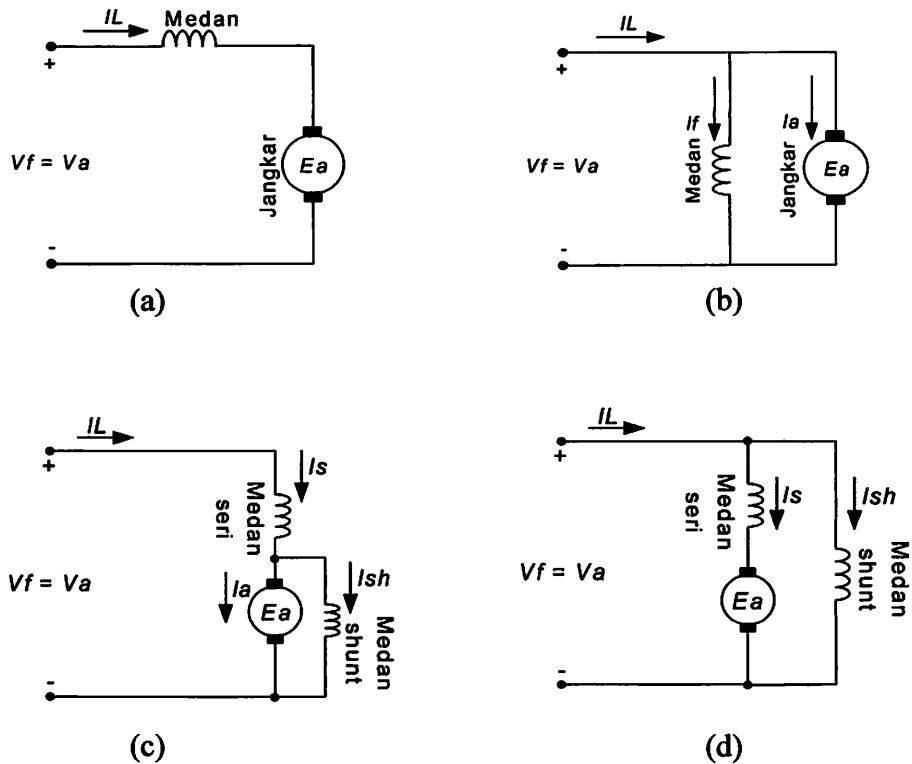 IL
Medan
+
Vf = Va
Jangkar
Ea
-
(a)
IL
+
Vf = Va
If
Medan
Ia
Jangkar
Ea
-
(b)
IL
+
Is
Medan
seri
Vf = Va
Ia
Ea
Ish
Medan
shunt
-
(c)
IL
+
Medan
seri
Is
Ish
Vf = Va
Ea
Medan
shunt
-
(d)